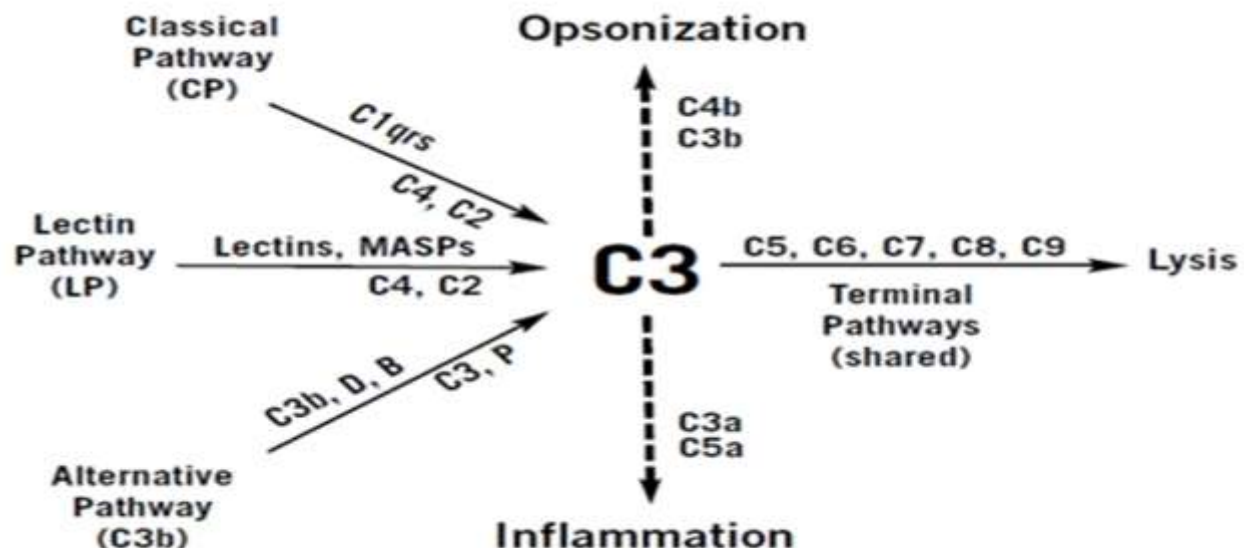 Classical
Pathway
(CP)
Opsonization
C1qrs
C4, C2
C4b
C3b
Lectin
Pathway
(LP)
Lectins, MASPs
C4, C2
C3
C5, C6, C7, C8, C9
Lysis
Terminal
Pathways
(shared)
C3b, D, B
C3, P
C3a
C5a
Alternative
Pathway
(C3b)
Inflammation